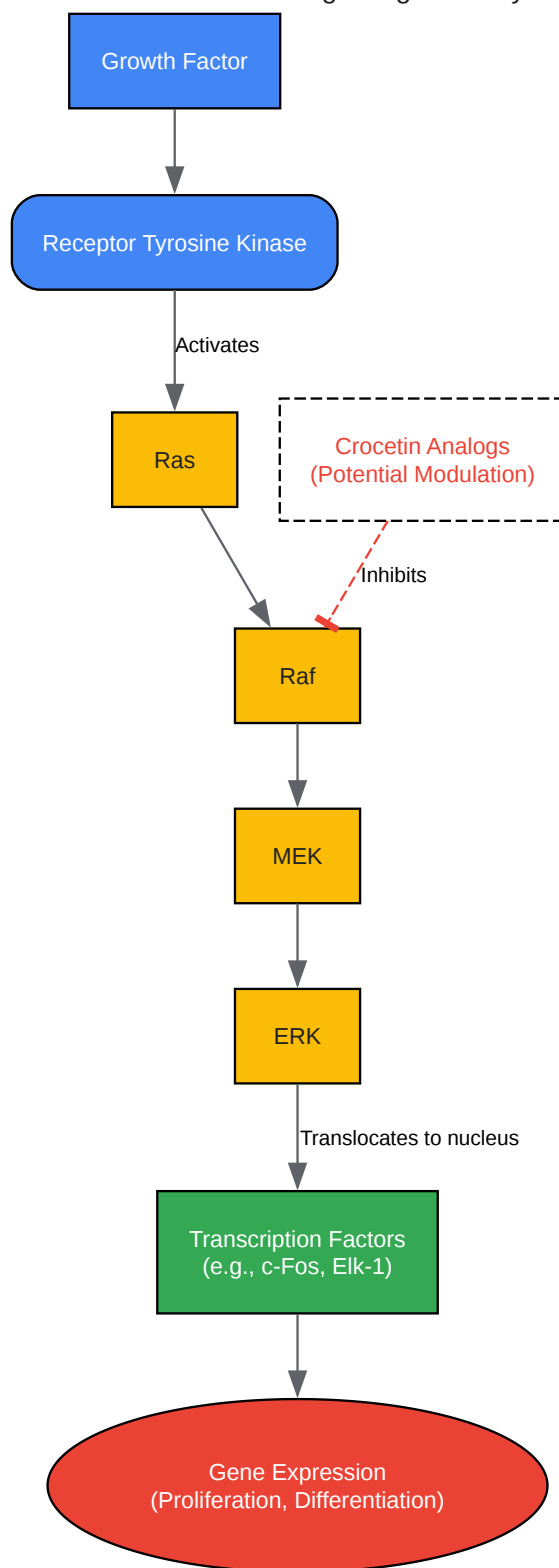 Growth Factor
Receptor Tyrosine Kinase
Activates
Ras
Crocetin Analogs
(Potential Modulation)
Inhibits
Raf
MEK
ERK
Translocates to nucleus
Transcription Factors
(e.g., c-Fos, Elk-1)
Gene Expression
(Proliferation, Differentiation)